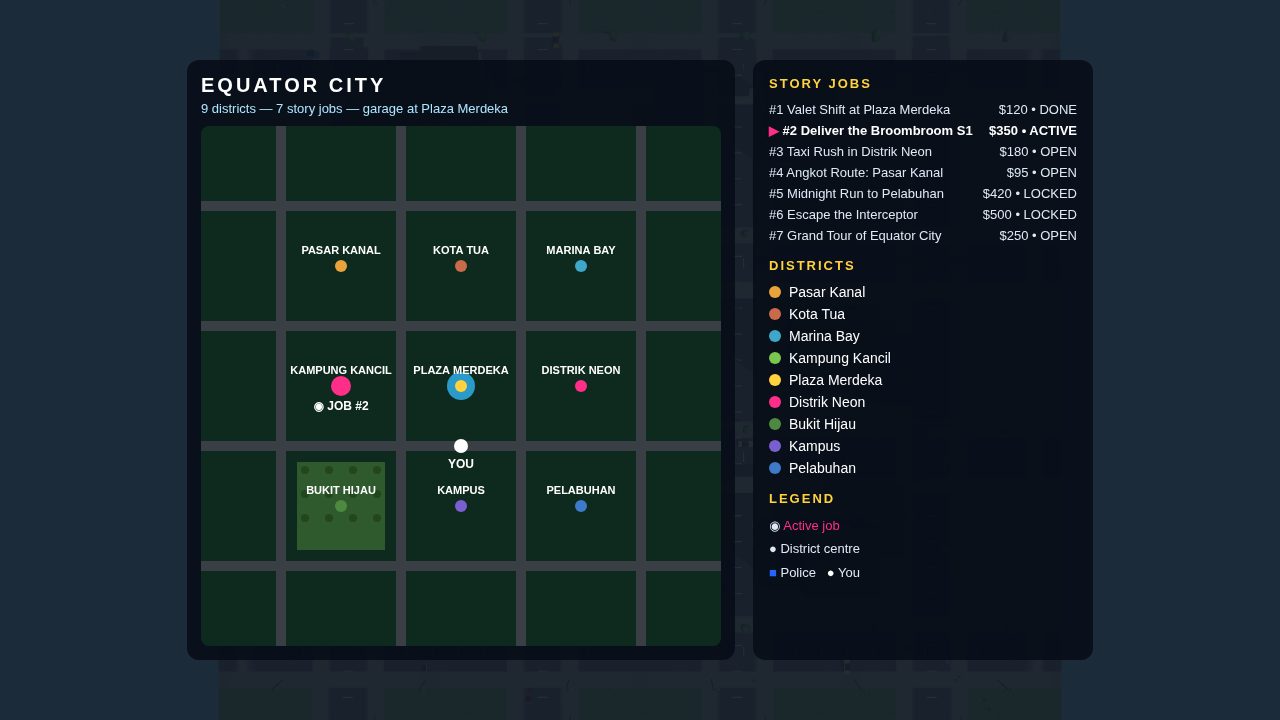 EQUATOR CITY
9 districts — 7 story jobs — garage at Plaza Merdeka
PASAR KANAL
KOTA TUA
MARINA BAY
KAMPUNG KANCIL
PLAZA MERDEKA
DISTRIK NEON
◉ JOB #2
YOU
BUKIT HIJAU
KAMPUS
PELABUHAN
STORY JOBS
#1 Valet Shift at Plaza Merdeka $120 • DONE
▶ #2 Deliver the Broombroom S1 $350 • ACTIVE
#3 Taxi Rush in Distrik Neon $180 • OPEN
#4 Angkot Route: Pasar Kanal $95 • OPEN
#5 Midnight Run to Pelabuhan $420 • LOCKED
#6 Escape the Interceptor $500 • LOCKED
#7 Grand Tour of Equator City $250 • OPEN
DISTRICTS
Pasar Kanal
Kota Tua
Marina Bay
Kampung Kancil
Plaza Merdeka
Distrik Neon
Bukit Hijau
Kampus
Pelabuhan
LEGEND
◉ Active job
● District centre
■ Police ● You